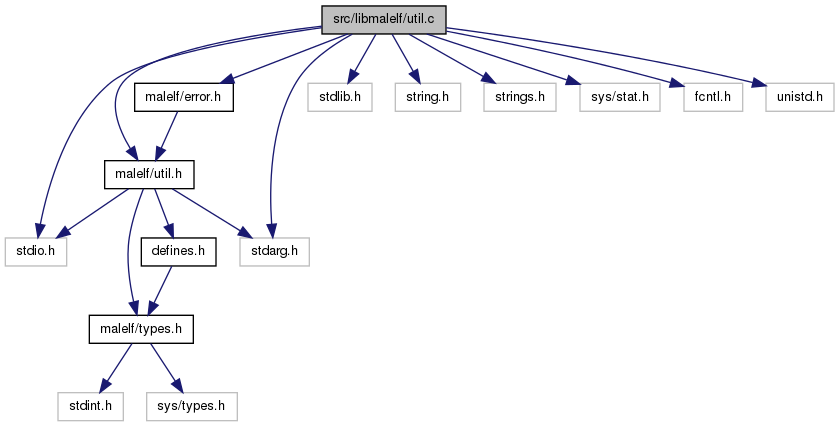 src/libmalelf/util.c
malelf/error.h
stdlib.h
string.h
strings.h
sys/stat.h
fcntl.h
unistd.h
malelf/util.h
stdio.h
defines.h
stdarg.h
malelf/types.h
stdint.h
sys/types.h